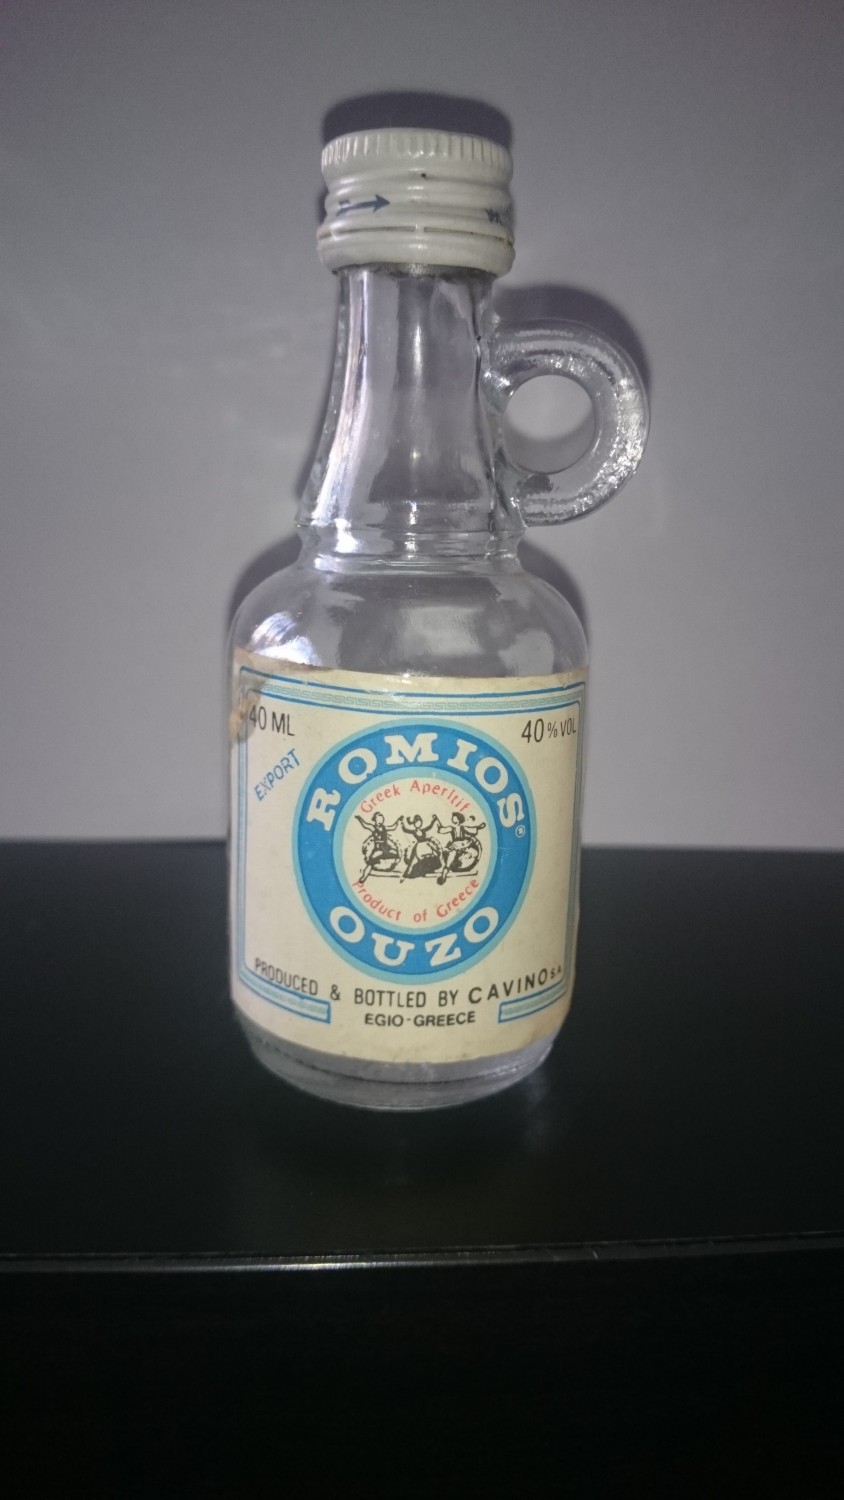 40 ML
40% VOL
EXPORT
ROMIOS®
Greek Aperitif
Product of Greece
OUZO
PRODUCED & BOTTLED BY CAVINO S.A.
EGIO-GREECE